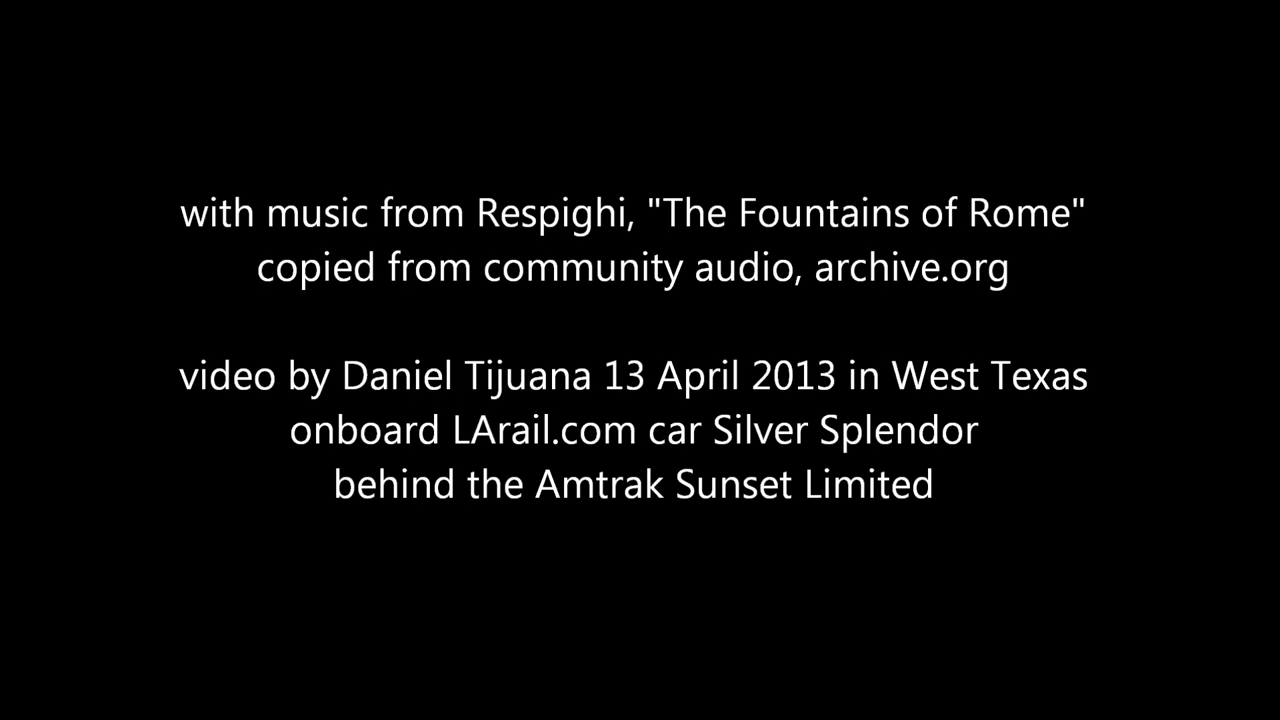 with music from Respighi, "The Fountains of Rome"
copied from community audio, archive.org
video by Daniel Tijuana 13 April 2013 in West Texas
onboard LArail.com car Silver Splendor
behind the Amtrak Sunset Limited